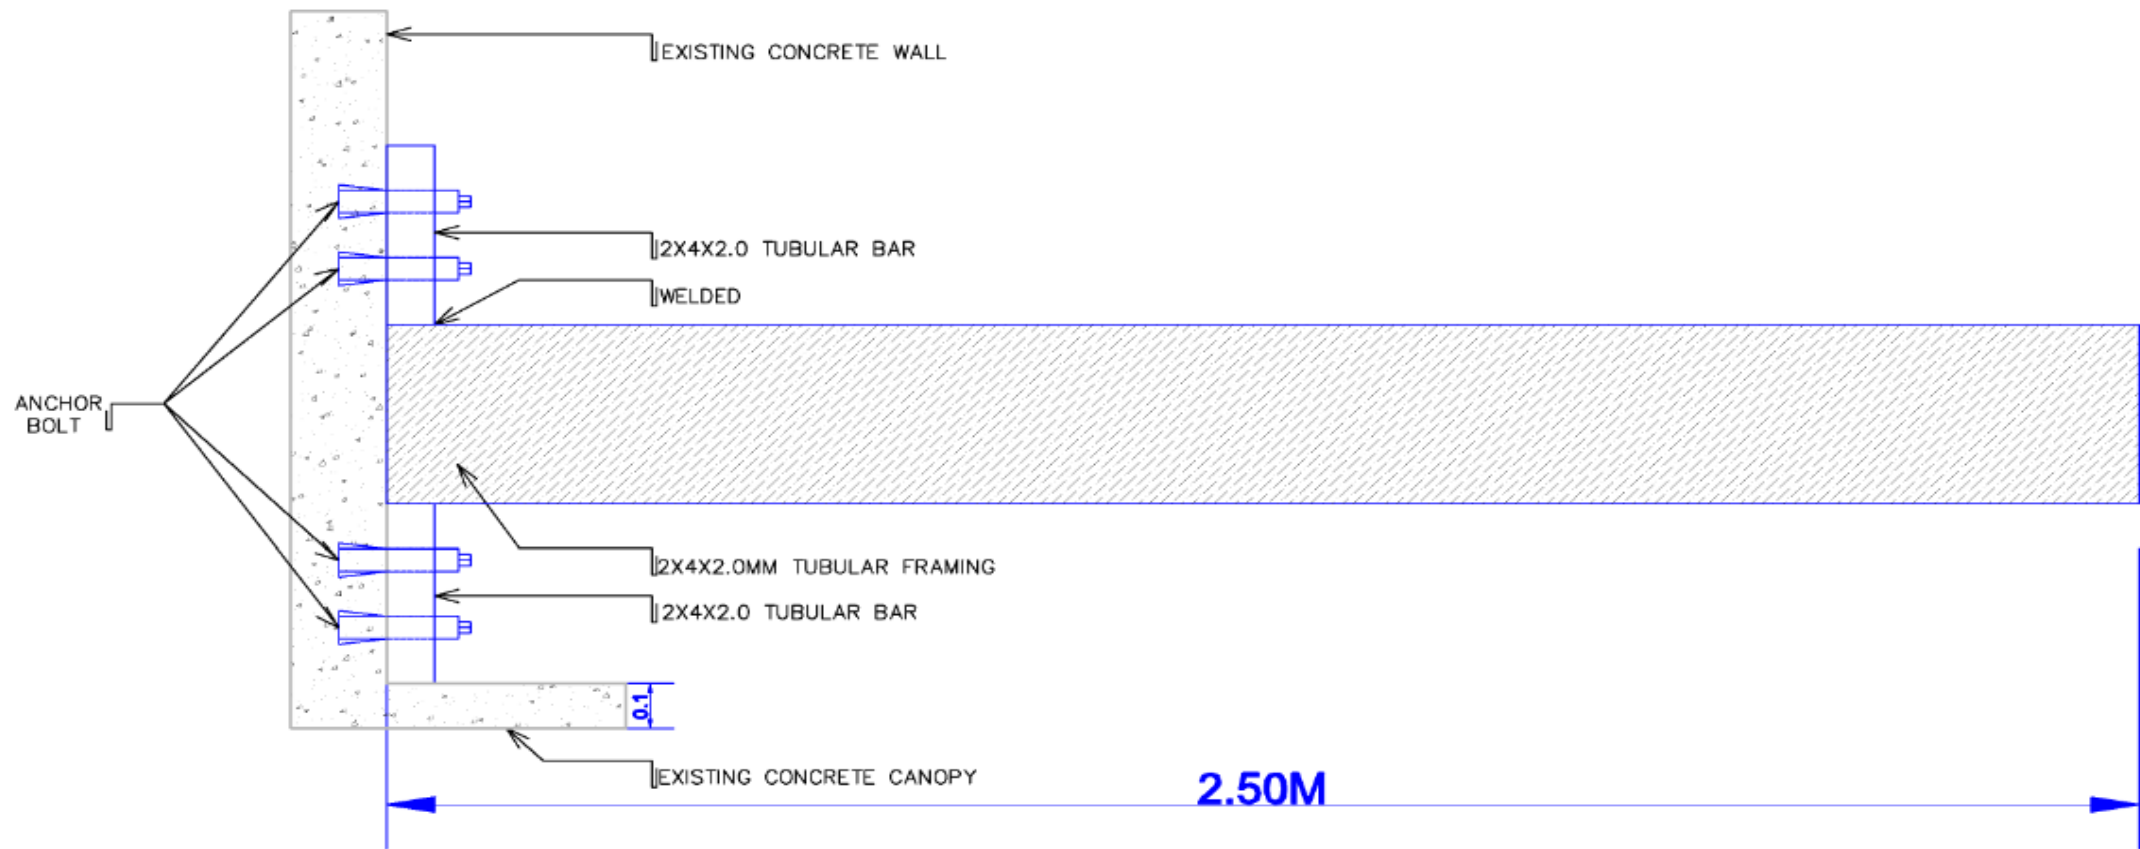 EXISTING CONCRETE WALL
2X4X2.0 TUBULAR BAR
WELDED
ANCHOR
BOLT
2X4X2.0MM TUBULAR FRAMING
2X4X2.0 TUBULAR BAR
0.1
EXISTING CONCRETE CANOPY
2.50M